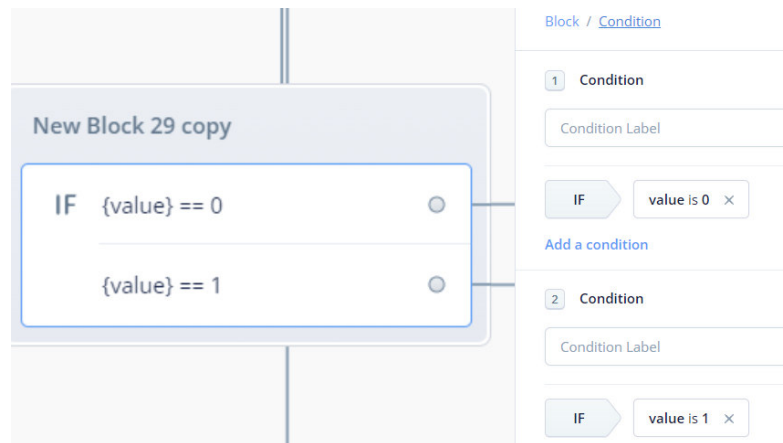 New Block 29 copy
IF {value} == 0
{value} == 1
Block / Condition
1 Condition
Condition Label
IF value is 0 ×
Add a condition
2 Condition
Condition Label
IF value is 1 ×